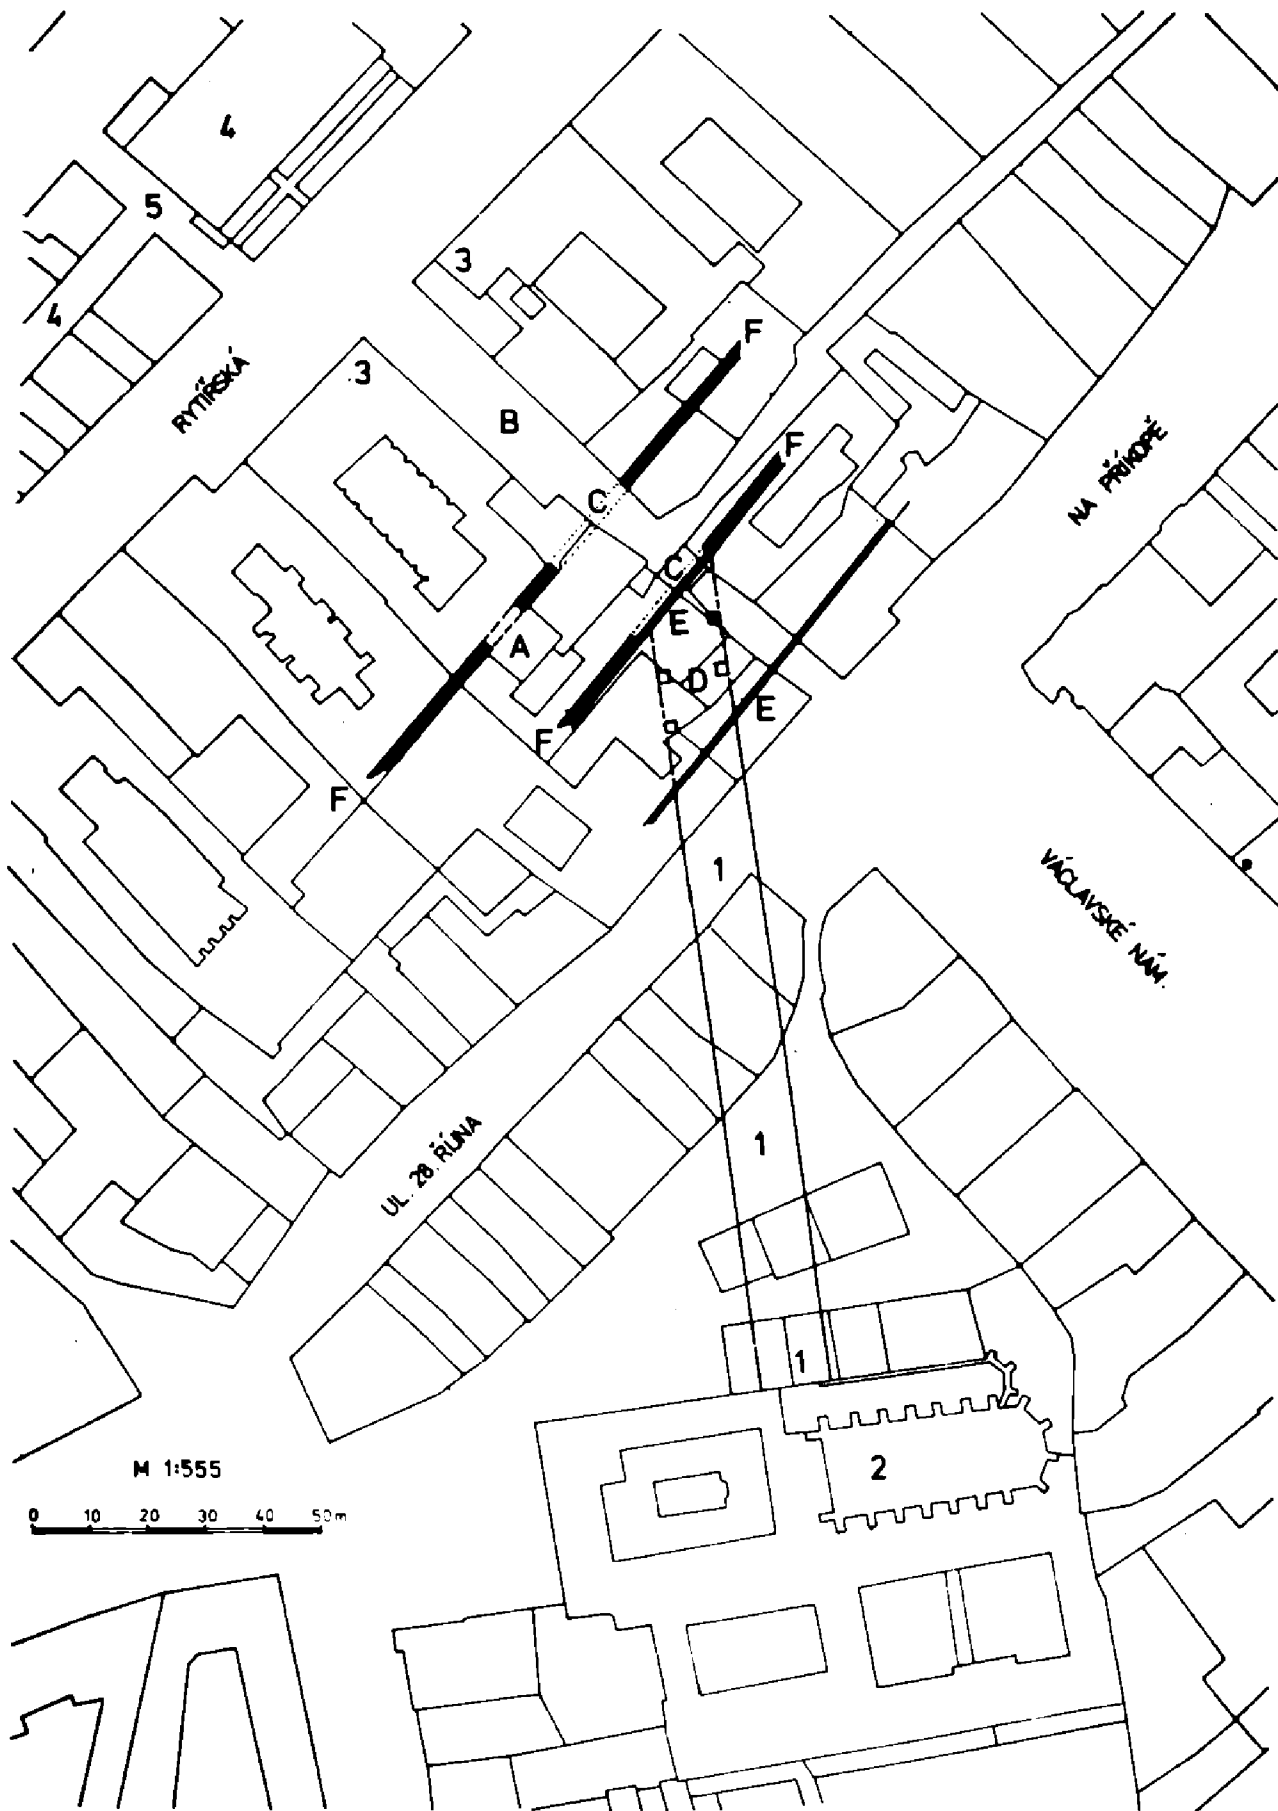 4
5
3
4
F
RYTÍŘSKÁ
3
B
F
NA PŘÍKOPĚ
C
C
E
A
D
E
F
F
1
VÁCLAVSKÉ NÁM.
1
UL. 28. ŘÍJNA
1
2
M 1:555
0 10 20 30 40 50m